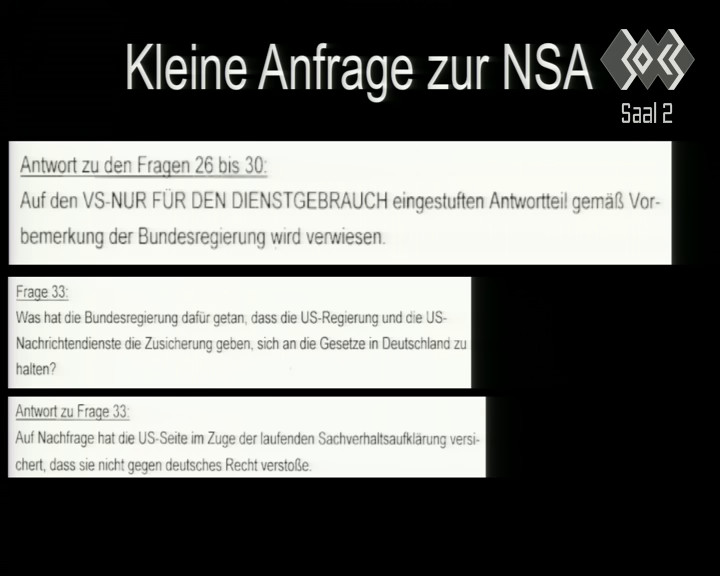 Kleine Anfrage zur NSA
Saal 2
Antwort zu den Fragen 26 bis 30:
Auf den VS-NUR FÜR DEN DIENSTGEBRAUCH eingestuften Antwortteil gemäß Vor-
bemerkung der Bundesregierung wird verwiesen.
Frage 33:
Was hat die Bundesregierung dafür getan, dass die US-Regierung und die US-
Nachrichtendienste die Zusicherung geben, sich an die Gesetze in Deutschland zu
halten?
Antwort zu Frage 33:
Auf Nachfrage hat die US-Seite im Zuge der laufenden Sachverhaltsaufklärung versi-
chert, dass sie nicht gegen deutsches Recht verstoße.